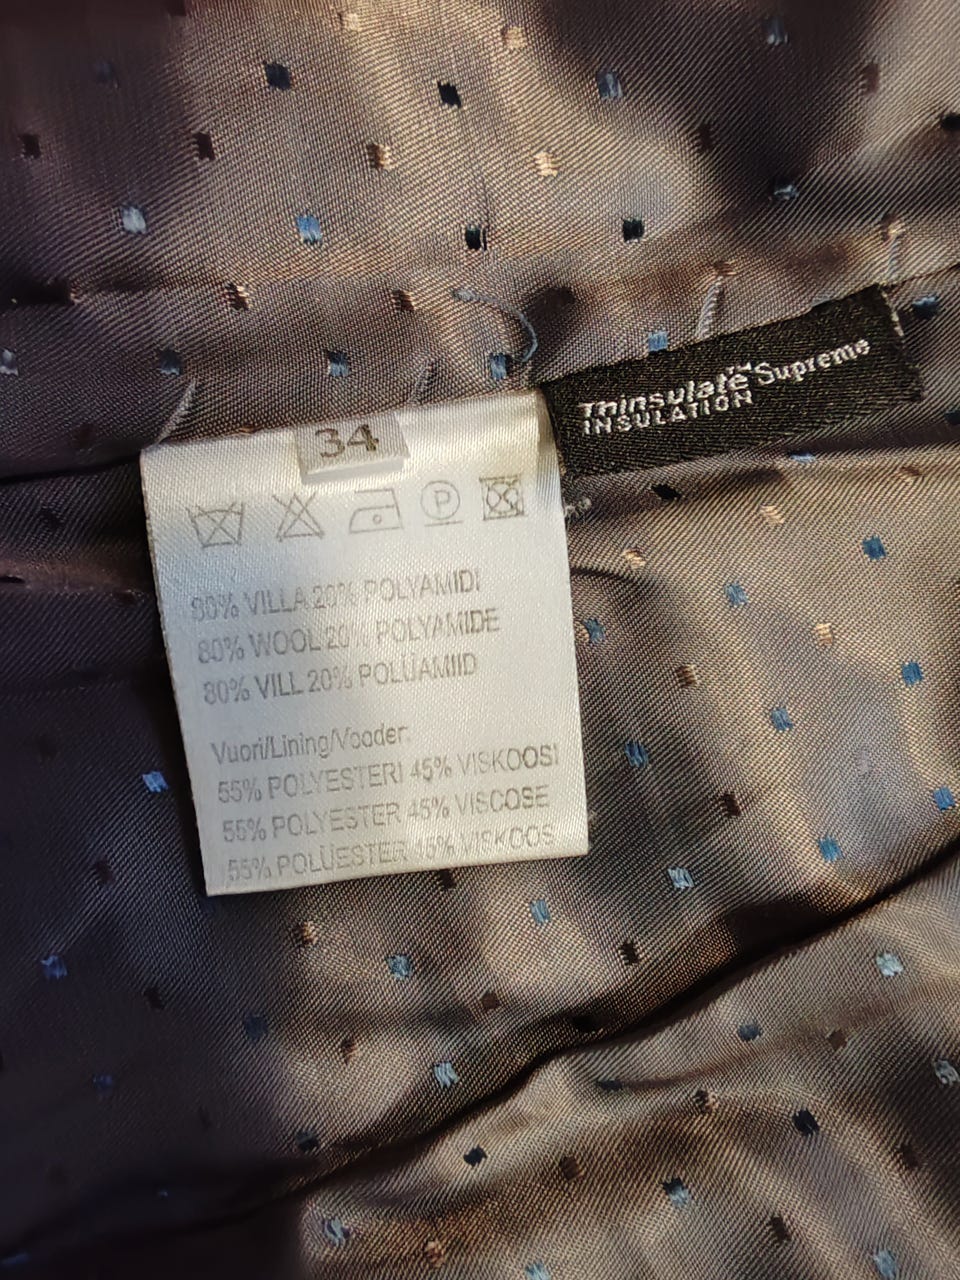 34
Thinsulate™ Supreme
INSULATION
P
80% VILLA 20% POLYAMIDI
80% WOOL 20% POLYAMIDE
80% VILL 20% POLÜAMIID
Vuori/Lining/Vooder:
55% POLYESTERI 45% VISKOOSI
55% POLYESTER 45% VISCOSE
55% POLÜESTER 45% VISKOOS